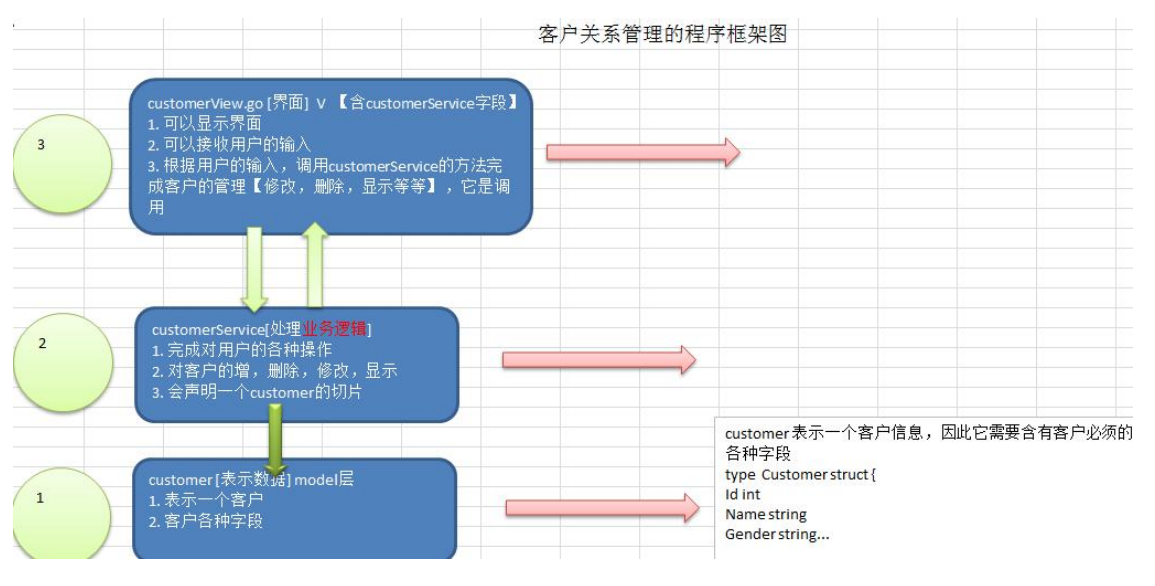 客户关系管理的程序框架图
3
customerView.go [界面] V 【含customerService字段】
1. 可以显示界面
2. 可以接收用户的输入
3. 根据用户的输入，调用customerService的方法完
成客户的管理【修改，删除，显示等等】，它是调
用
2
customerService[处理业务逻辑]
1. 完成对用户的各种操作
2. 对客户的增，删除，修改，显示
3. 会声明一个customer的切片
1
customer [表示数据] model层
1. 表示一个客户
2. 客户各种字段
customer 表示一个客户信息，因此它需要含有客户必须的
各种字段
type Customer struct {
Id int
Name string
Gender string...